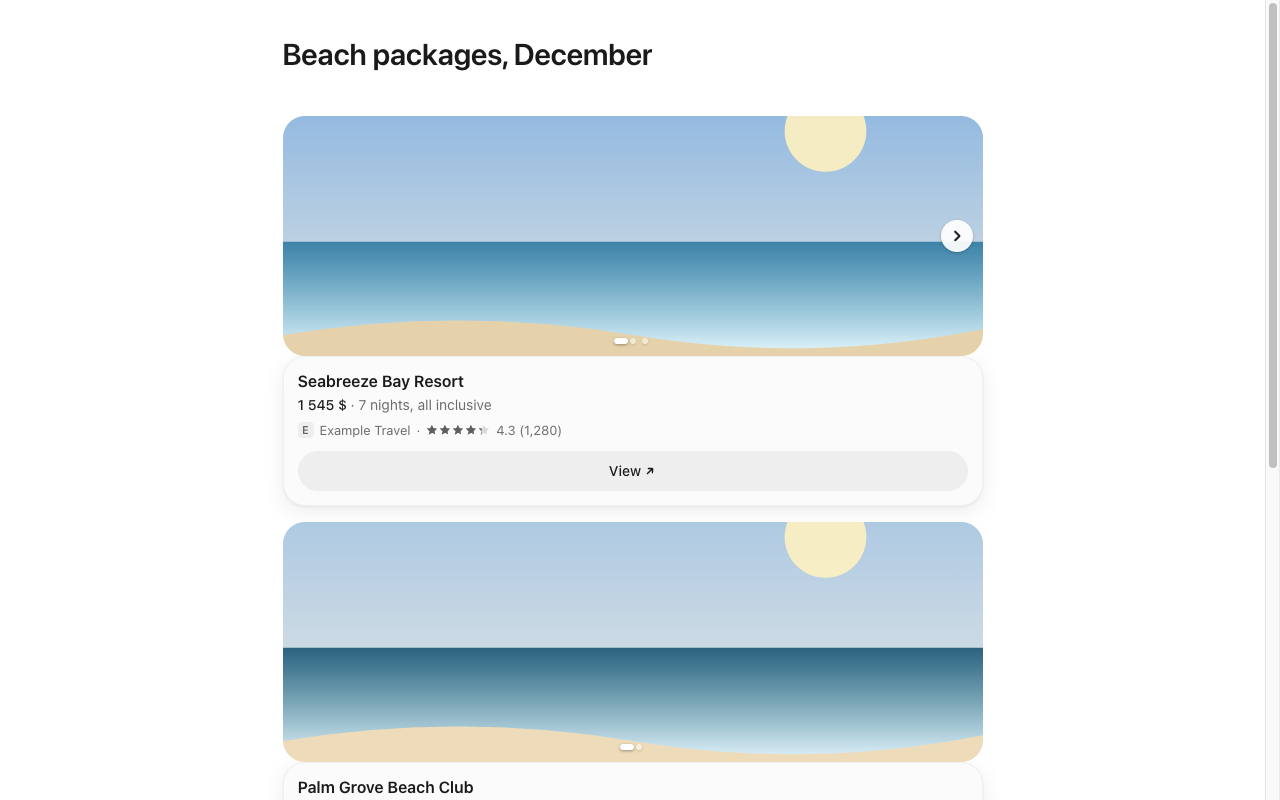 Beach packages, December
Seabreeze Bay Resort
1 545 $ · 7 nights, all inclusive
E Example Travel · ★★★★★ 4.3 (1,280)
View ↗
Palm Grove Beach Club